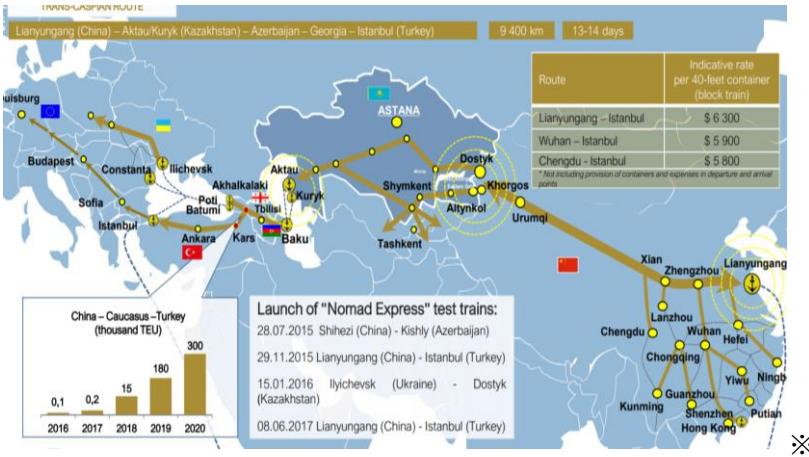 TRANS-CASPIAN ROUTE
Lianyungang (China) – Aktau/Kuryk (Kazakhstan) – Azerbaijan – Georgia – Istanbul (Turkey)
9 400 km
13-14 days
Route
Indicative rate
per 40-feet container
(block train)
Lianyungang – Istanbul
$ 6 300
Wuhan – Istanbul
$ 5 900
Chengdu - Istanbul
$ 5 800
* Not including provision of containers and expenses in departure and arrival
points
uisburg
Budapest
Constanta
Ilichevsk
Sofia
Istanbul
Ankara
Kars
Akhalkalaki
Poti
Batumi
Tbilisi
Baku
Aktau
Kuryk
ASTANA
Dostyk
Shymkent
Khorgos
Altynkol
Tashkent
Urumqi
Xian
Zhengzhou
Lianyungang
Lanzhou
Chengdu
Wuhan
Hefei
Chongqing
Ningb
Yiwu
Kunming
Guanzhou
Shenzhen
Putian
Hong Kong
China – Caucasus –Turkey
(thousand TEU)
0,1
0,2
15
180
300
2016 2017 2018 2019 2020
Launch of "Nomad Express" test trains:
28.07.2015 Shihezi (China) - Kishly (Azerbaijan)
29.11.2015 Lianyungang (China) - Istanbul (Turkey)
15.01.2016 Ilyichevsk (Ukraine) - Dostyk
(Kazakhstan)
08.06.2017 Lianyungang (China) - Istanbul (Turkey)
※